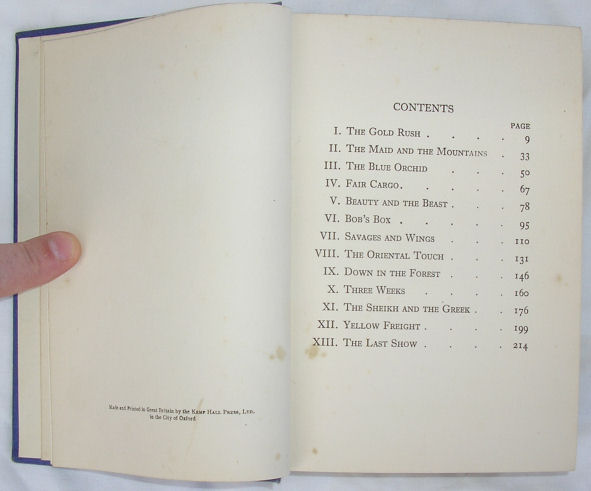 Made and Printed in Great Britain by the Kemp Hall Press, Ltd.
in the City of Oxford
CONTENTS
PAGE
I. The Gold Rush . . . . 9
II. The Maid and the Mountains . 33
III. The Blue Orchid . . . 50
IV. Fair Cargo. . . . . 67
V. Beauty and the Beast . . . 78
VI. Bob's Box . . . . . 95
VII. Savages and Wings . . . 110
VIII. The Oriental Touch . . . 131
IX. Down in the Forest . . . 146
X. Three Weeks . . . . 160
XI. The Sheikh and the Greek . . 176
XII. Yellow Freight . . . . 199
XIII. The Last Show . . . . 214